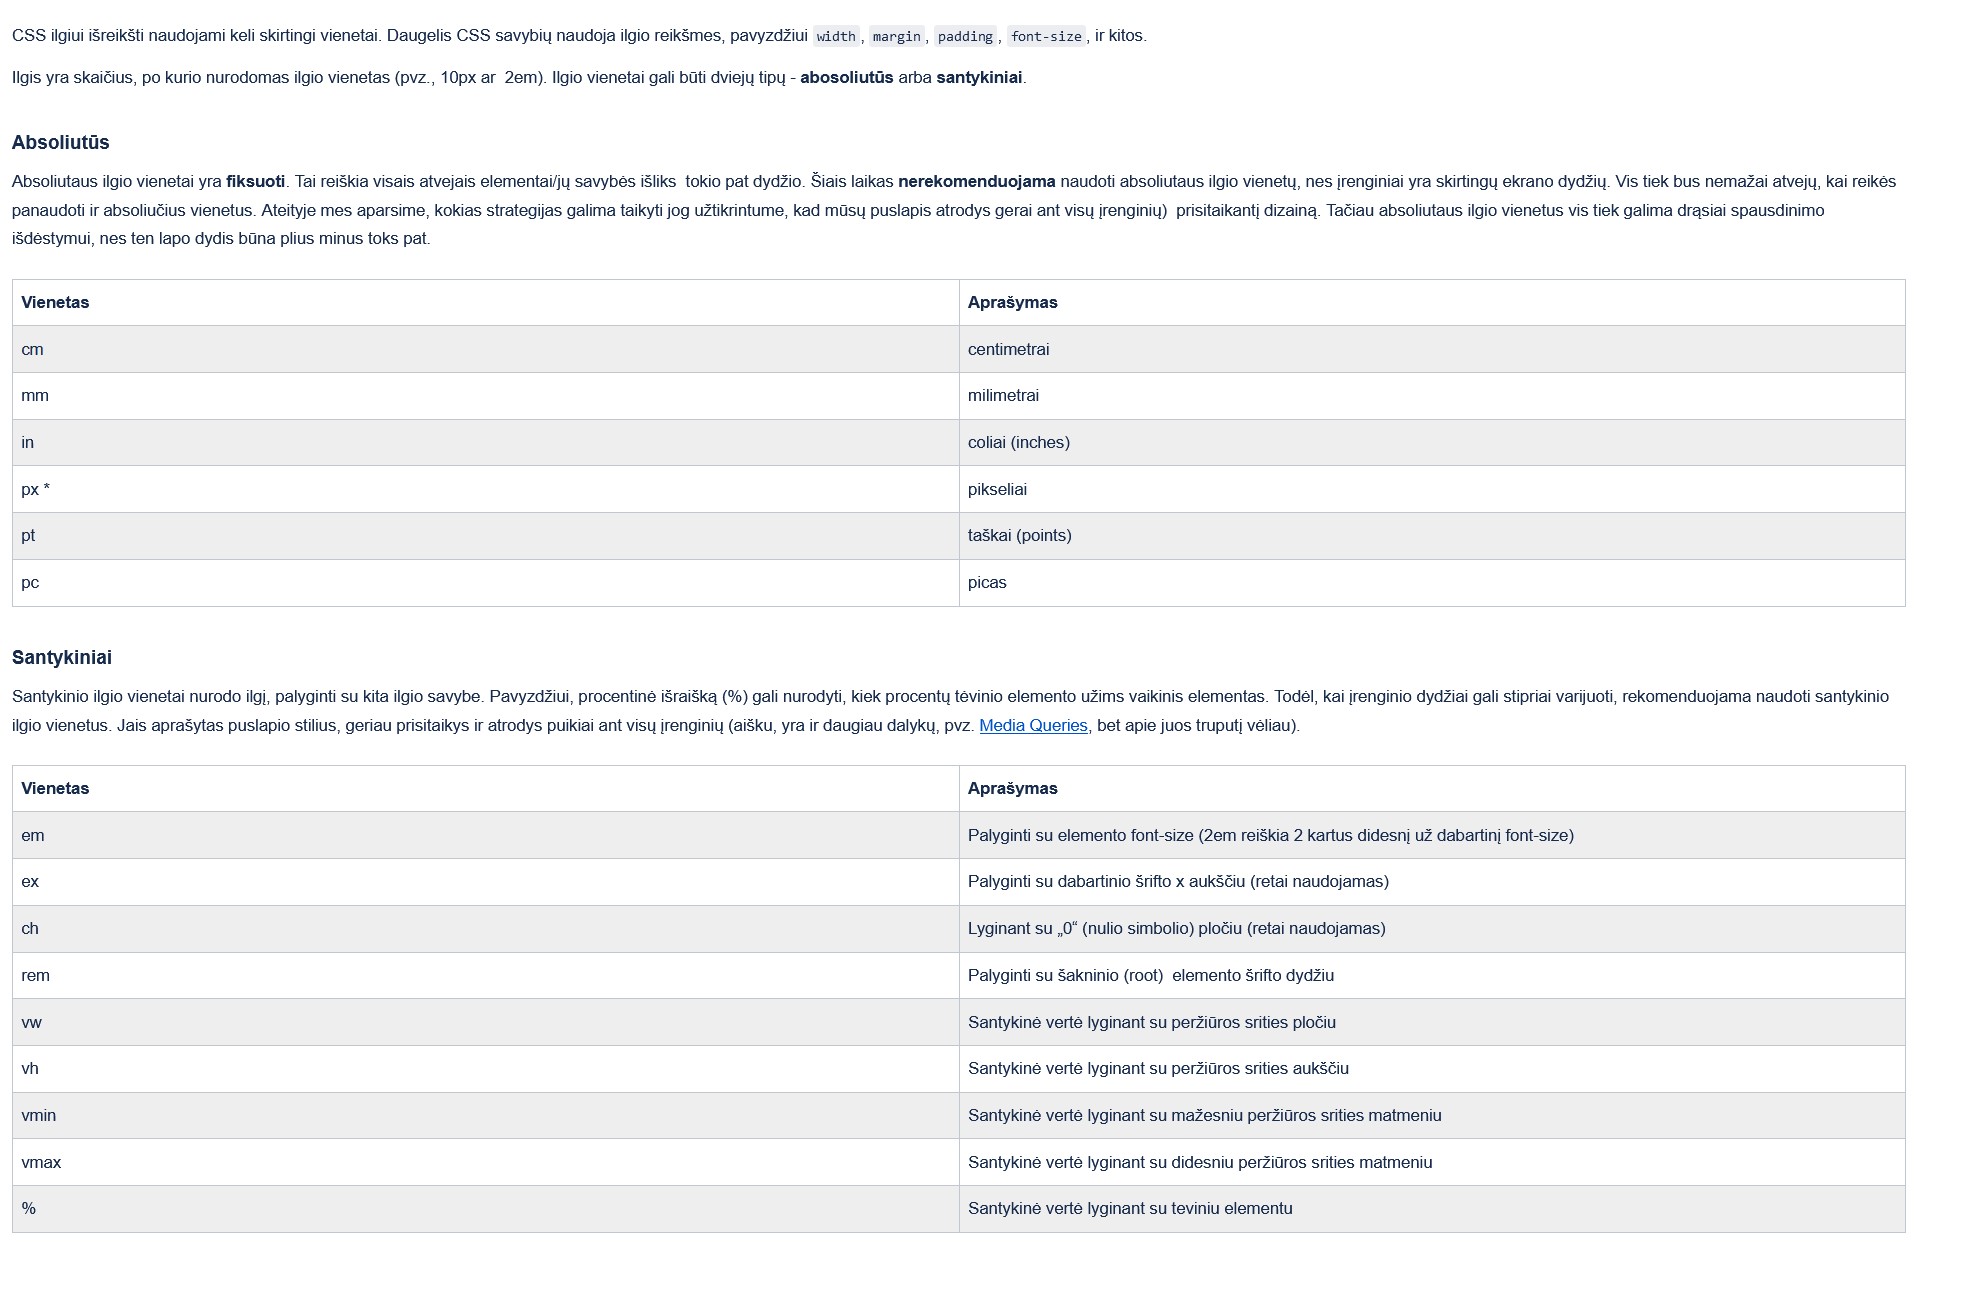 CSS ilgiui išreikšti naudojami keli skirtingi vienetai. Daugelis CSS savybių naudoja ilgio reikšmes, pavyzdžiui width, margin, padding, font-size, ir kitos.
Ilgis yra skaičius, po kurio nurodomas ilgio vienetas (pvz., 10px ar  2em). Ilgio vienetai gali būti dviejų tipų - abosoliutūs arba santykiniai.
Absoliutūs
Absoliutaus ilgio vienetai yra fiksuoti. Tai reiškia visais atvejais elementai/jų savybės išliks  tokio pat dydžio. Šiais laikas nerekomenduojama naudoti absoliutaus ilgio vienetų, nes įrenginiai yra skirtingų ekrano dydžių. Vis tiek bus nemažai atvejų, kai reikės
panaudoti ir absoliučius vienetus. Ateityje mes aparsime, kokias strategijas galima taikyti jog užtikrintume, kad mūsų puslapis atrodys gerai ant visų įrenginių)  prisitaikantį dizainą. Tačiau absoliutaus ilgio vienetus vis tiek galima drąsiai spausdinimo
išdėstymui, nes ten lapo dydis būna plius minus toks pat.
Vienetas Aprašymas
cm centimetrai
mm milimetrai
in coliai (inches)
px * pikseliai
pt taškai (points)
pc picas
Santykiniai
Santykinio ilgio vienetai nurodo ilgį, palyginti su kita ilgio savybe. Pavyzdžiui, procentinė išraišką (%) gali nurodyti, kiek procentų tėvinio elemento užims vaikinis elementas. Todėl, kai įrenginio dydžiai gali stipriai varijuoti, rekomenduojama naudoti santykinio
ilgio vienetus. Jais aprašytas puslapio stilius, geriau prisitaikys ir atrodys puikiai ant visų įrenginių (aišku, yra ir daugiau dalykų, pvz. Media Queries, bet apie juos truputį vėliau).
Vienetas Aprašymas
em Palyginti su elemento font-size (2em reiškia 2 kartus didesnį už dabartinį font-size)
ex Palyginti su dabartinio šrifto x aukščiu (retai naudojamas)
ch Lyginant su „0“ (nulio simbolio) pločiu (retai naudojamas)
rem Palyginti su šakninio (root)  elemento šrifto dydžiu
vw Santykinė vertė lyginant su peržiūros srities pločiu
vh Santykinė vertė lyginant su peržiūros srities aukščiu
vmin Santykinė vertė lyginant su mažesniu peržiūros srities matmeniu
vmax Santykinė vertė lyginant su didesniu peržiūros srities matmeniu
% Santykinė vertė lyginant su teviniu elementu